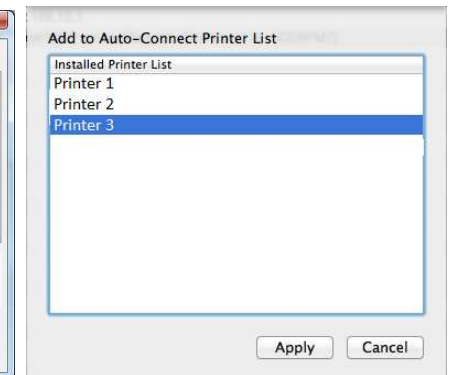 Add to Auto-Connect Printer List
Installed Printer List
Printer 1
Printer 2
Printer 3
Apply
Cancel